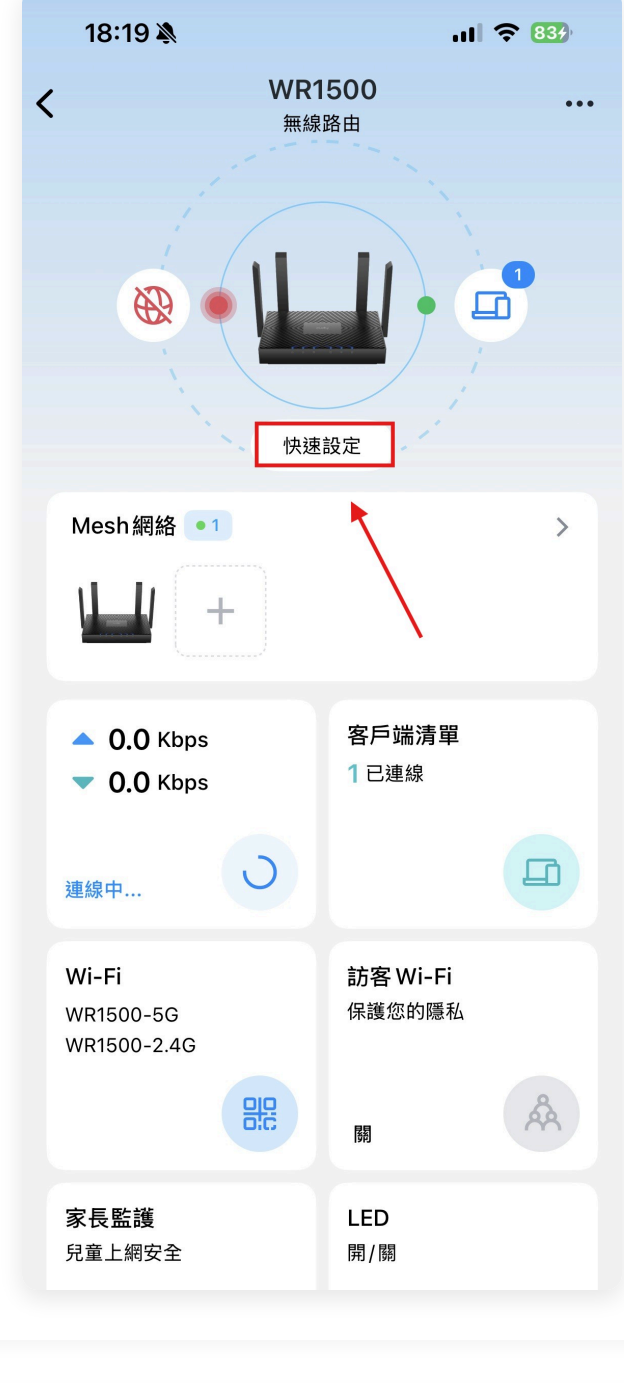 18:19
83
WR1500
無線路由
1
快速設定
Mesh網絡 1
0.0 Kbps
0.0 Kbps
連線中...
客戶端清單
1 已連線
Wi-Fi
WR1500-5G
WR1500-2.4G
訪客 Wi-Fi
保護您的隱私
關
家長監護
兒童上網安全
LED
開/關